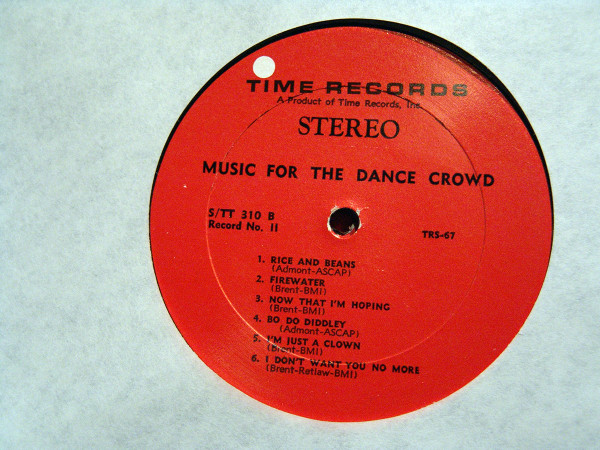 TIME RECORDS
A Product of Time Records, Inc.
STEREO
MUSIC FOR THE DANCE CROWD
S/TT 310 B
Record No. II
TRS-67
1. RICE AND BEANS
(Admont-ASCAP)
2. FIREWATER
(Brent-BMI)
3. NOW THAT I'M HOPING
(Brent-BMI)
4. BO DO DIDDLEY
(Admont-ASCAP)
5. I'M JUST A CLOWN
(Brent-BMI)
6. I DON'T WANT YOU NO MORE
(Brent-Retlaw-BMI)